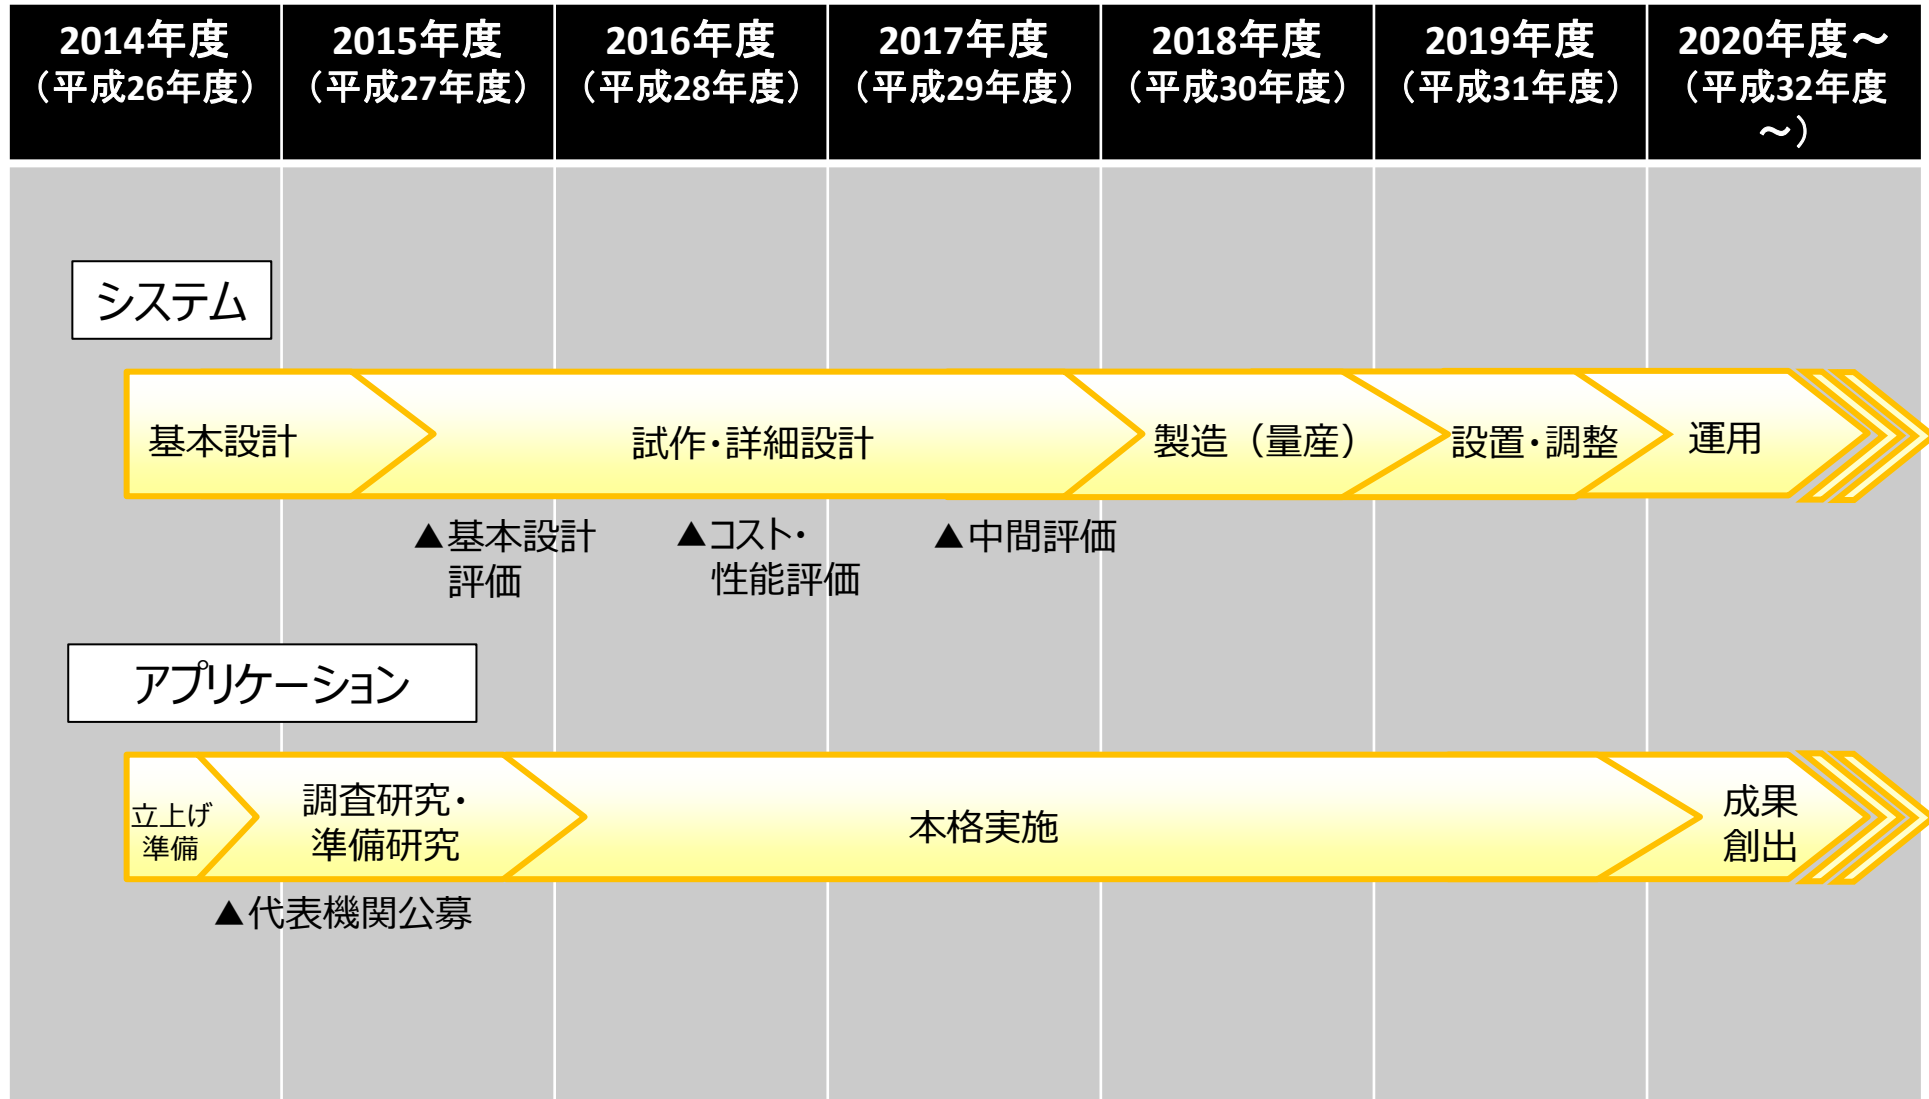 2014年度
（平成26年度）
2015年度
（平成27年度）
2016年度
（平成28年度）
2017年度
（平成29年度）
2018年度
（平成30年度）
2019年度
（平成31年度）
2020年度～
（平成32年度
～）
システム
基本設計
試作・詳細設計
製造（量産）
設置・調整
運用
▲基本設計
評価
▲コスト・
性能評価
▲中間評価
アプリケーション
立上げ
準備
調査研究・
準備研究
本格実施
成果
創出
▲代表機関公募